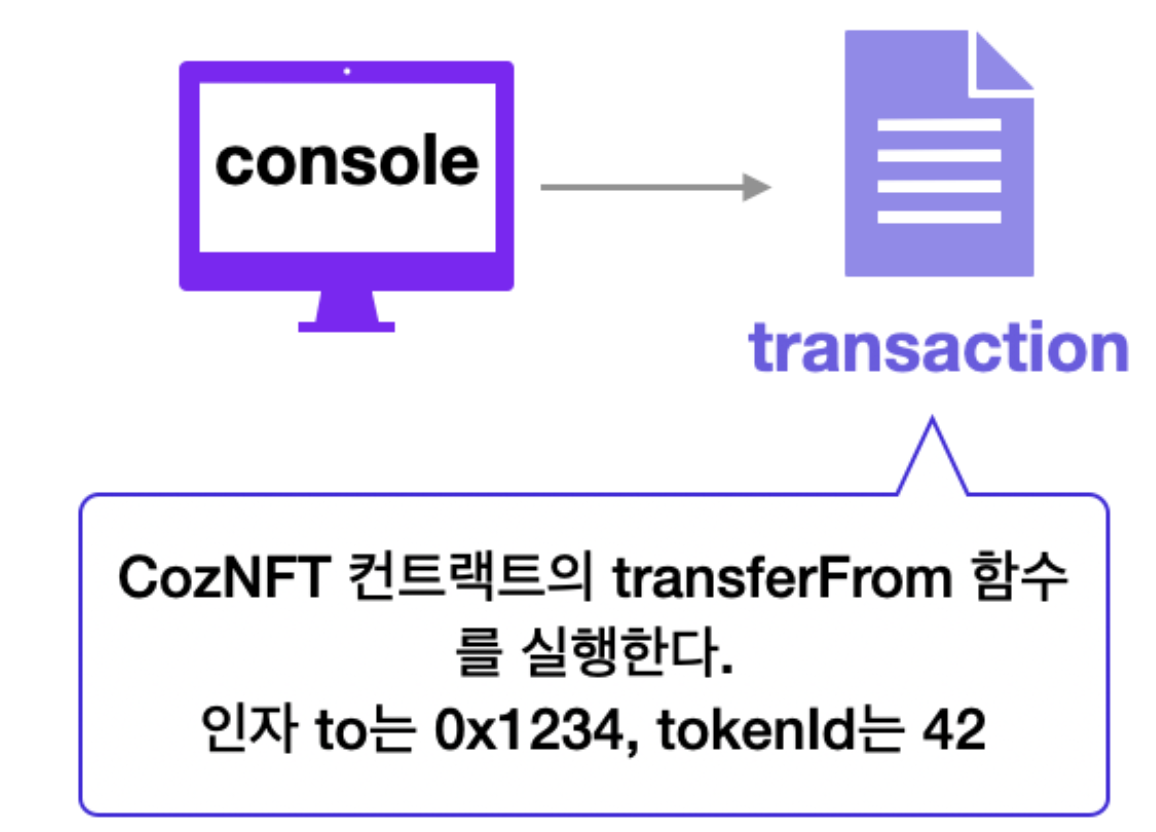 console
transaction
CozNFT 컨트랙트의 transferFrom 함수
를 실행한다.
인자 to는 0x1234, tokenId는 42